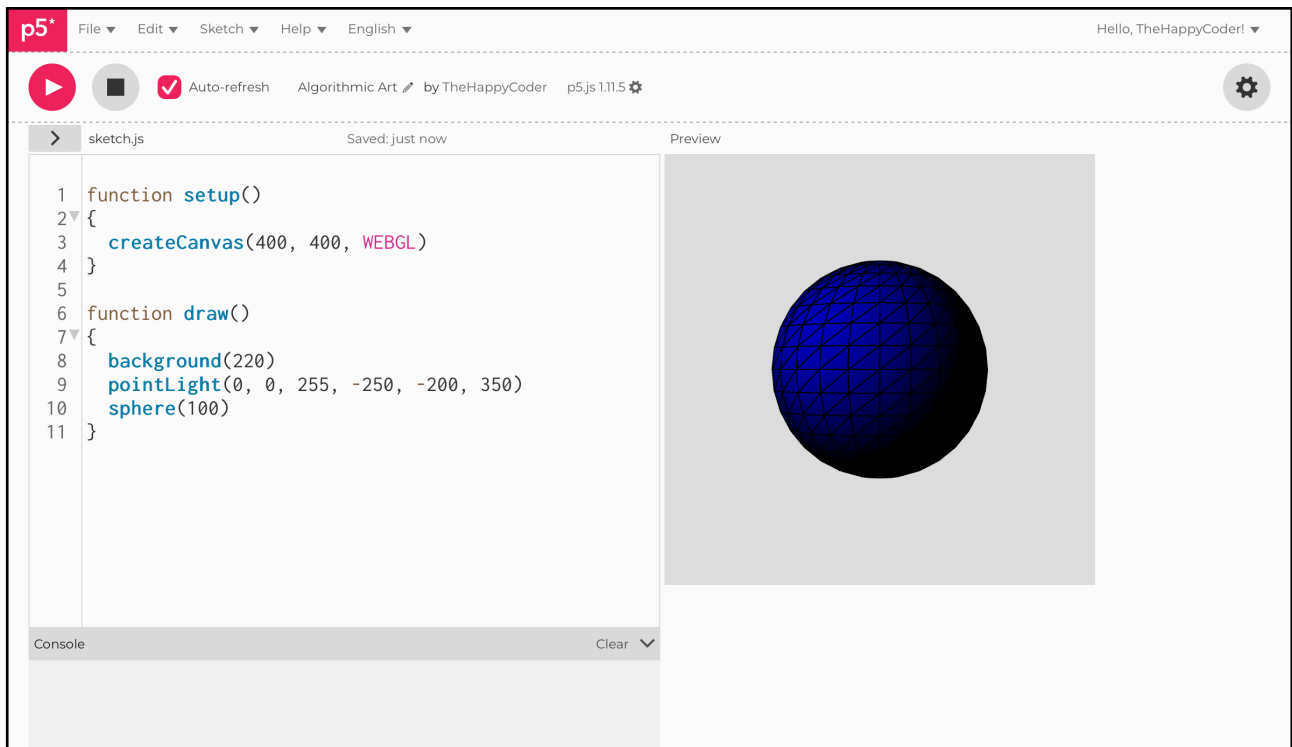 p5* File Edit Sketch Help English Hello, TheHappyCoder!
Auto-refresh Algorithmic Art by TheHappyCoder p5.js 1.11.5
sketch.js Saved: just now Preview
1 function setup()
2 {
3 createCanvas(400, 400, WEBGL)
4 }
5
6 function draw()
7 {
8 background(220)
9 pointLight(0, 0, 255, -250, -200, 350)
10 sphere(100)
11 }
Console Clear